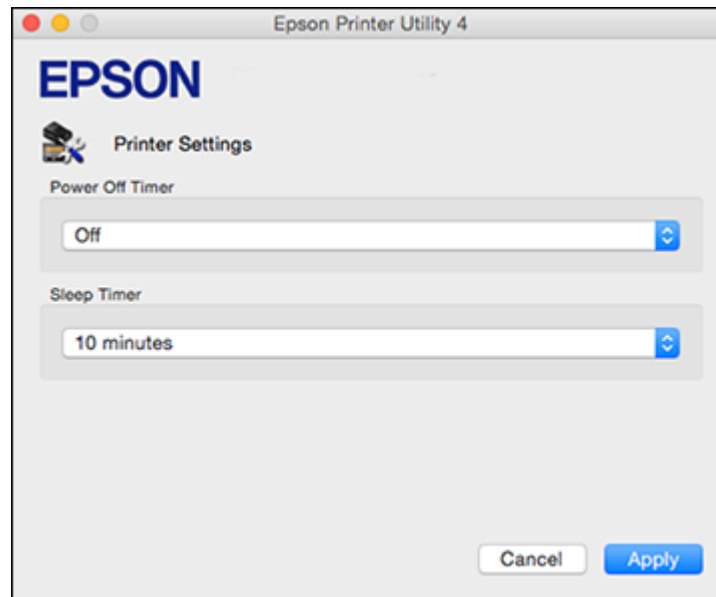 Epson Printer Utility 4
EPSON
Printer Settings
Power Off Timer
Off
Sleep Timer
10 minutes
Cancel Apply